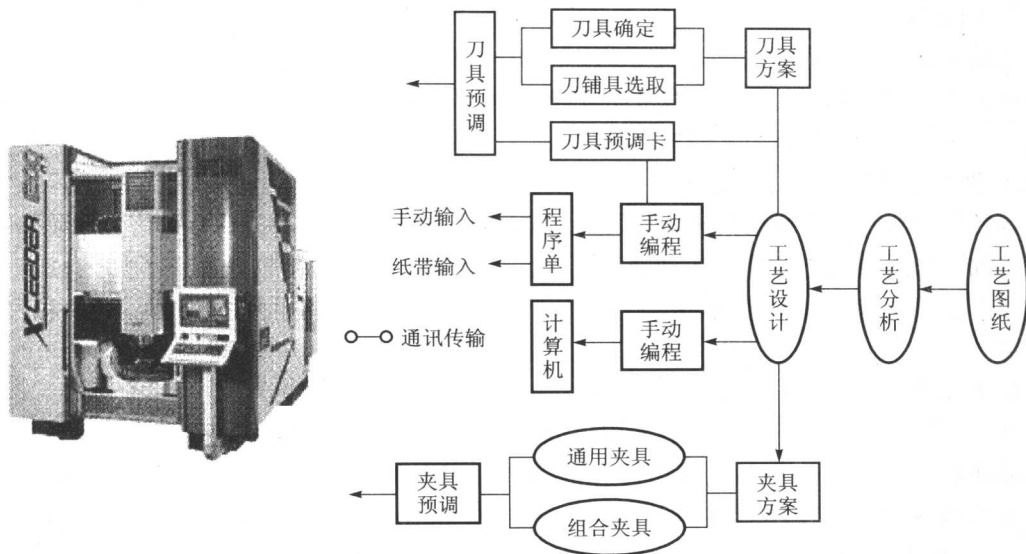 刀具确定
刀铺具选取
刀具预调
刀具方案
刀具预调卡
手动输入
纸带输入
程序单
手动编程
工艺设计
工艺分析
工艺图纸
通讯传输
计算机
手动编程
通用夹具
夹具预调
夹具方案
组合夹具
XCEEDER